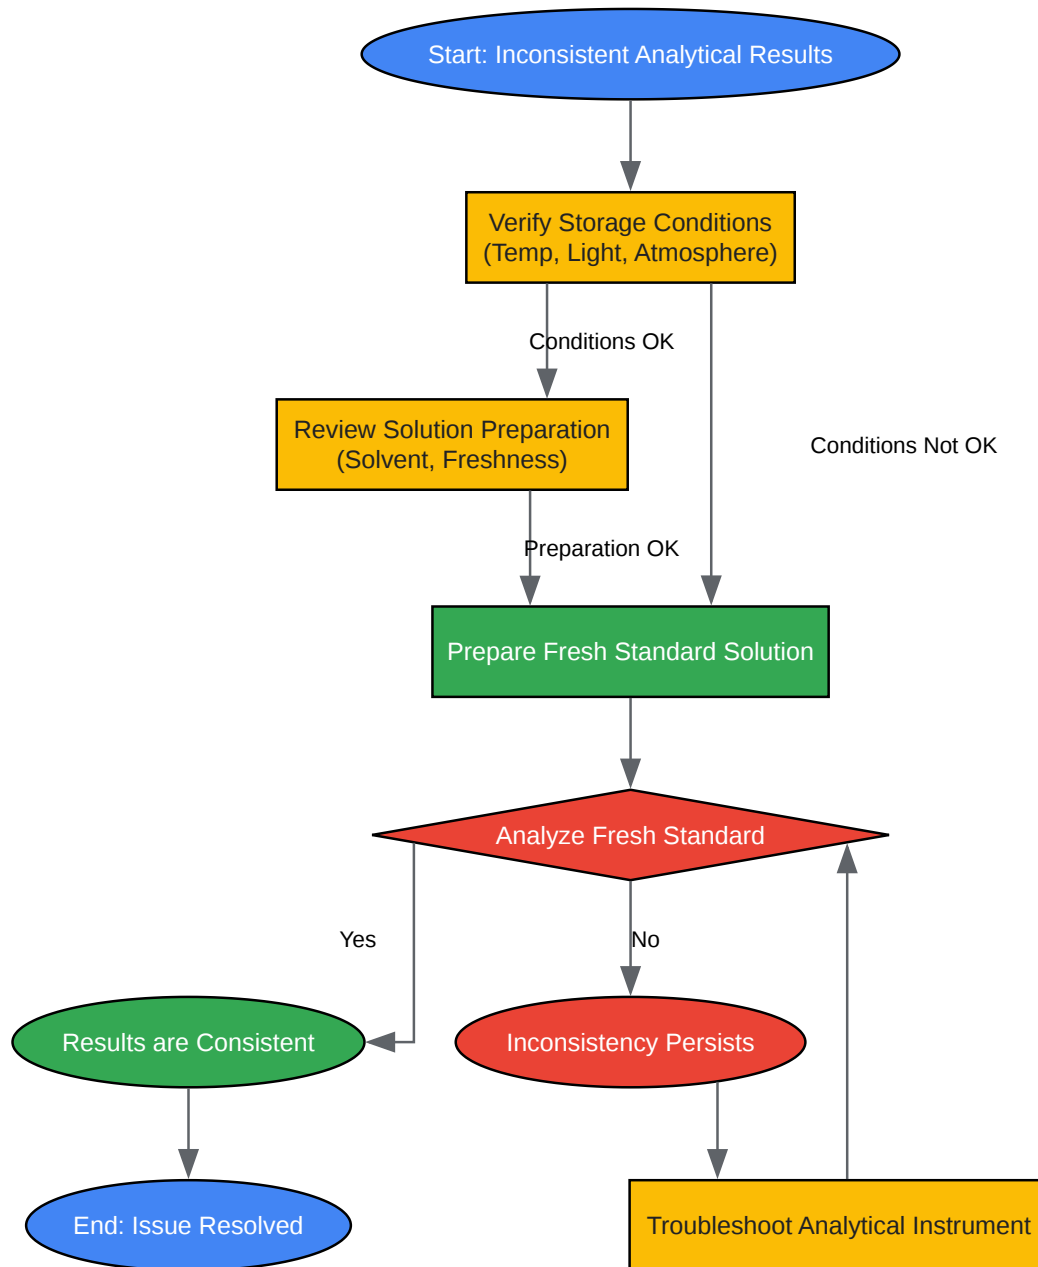 Start: Inconsistent Analytical Results
Verify Storage Conditions
(Temp, Light, Atmosphere)
Conditions OK
Review Solution Preparation
(Solvent, Freshness)
Conditions Not OK
Preparation OK
Prepare Fresh Standard Solution
Analyze Fresh Standard
Yes
No
Results are Consistent
Inconsistency Persists
End: Issue Resolved
Troubleshoot Analytical Instrument